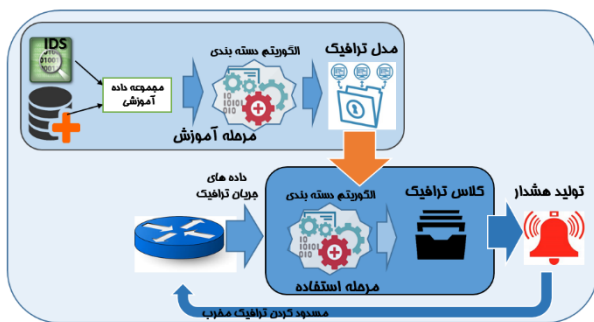 IDS
مجموعه داده
آموزشی
الگوریتم دسته بندی
مدل ترافیک
مرحله آموزش
داده های
جریان ترافیک
الگوریتم دسته بندی
کلاس ترافیک
تولید هشدار
مرحله استفاده
مسدود کردن ترافیک مخرب